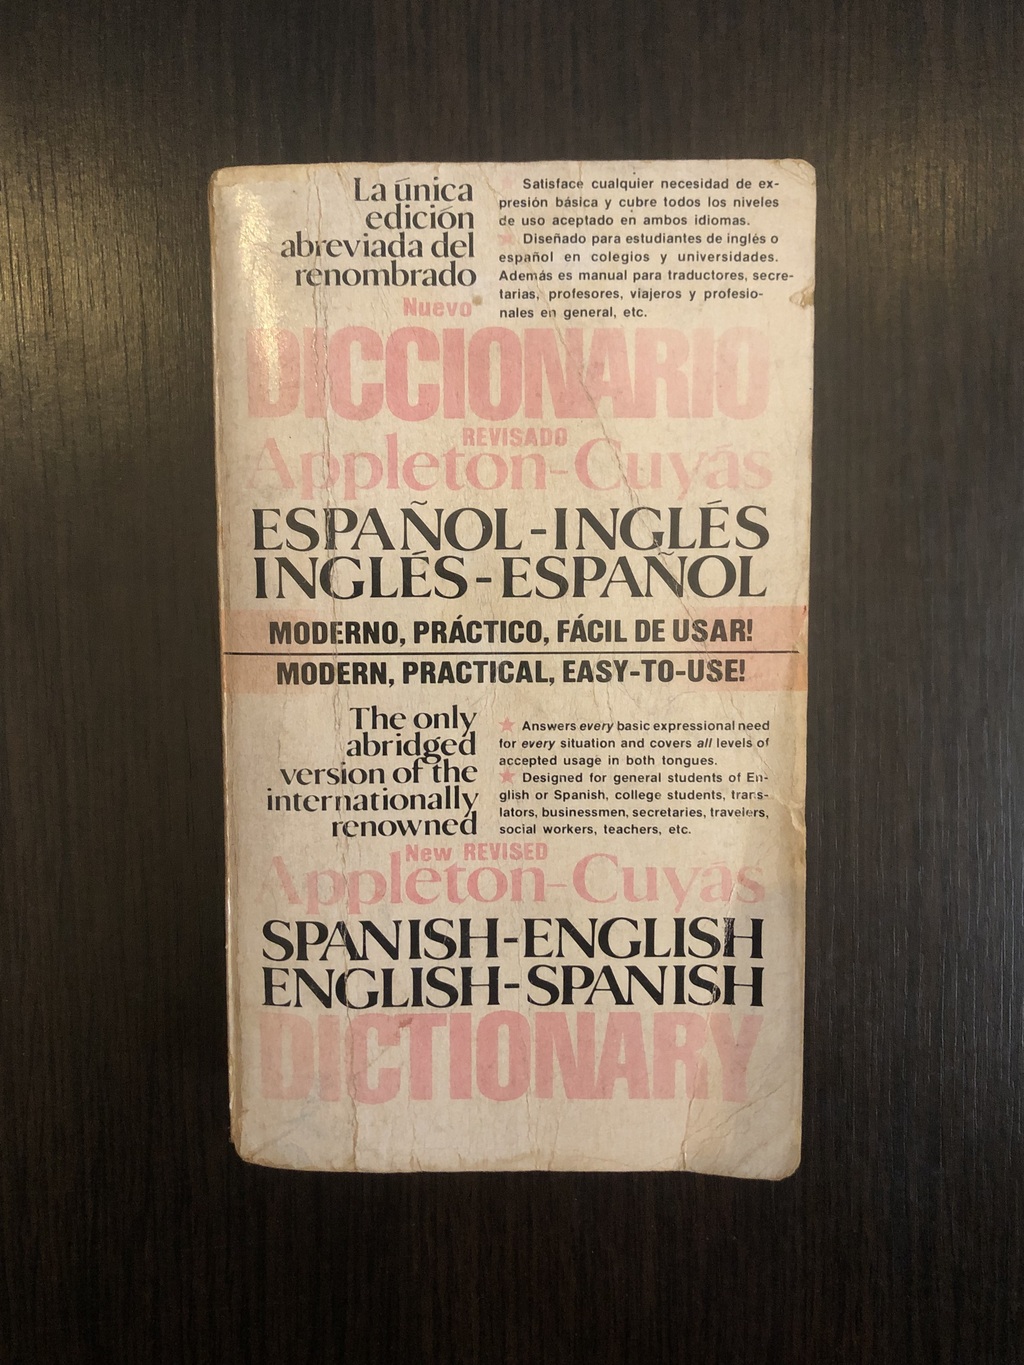 La única
edición
abreviada del
renombrado
Satisface cualquier necesidad de ex-
presión básica y cubre todos los niveles
de uso aceptado en ambos idiomas.
Diseñado para estudiantes de inglés o
español en colegios y universidades.
Además es manual para traductores, secre-
tarias, profesores, viajeros y profesio-
nales en general, etc.
Nuevo
DICCIONARIO
REVISADO
Appleton-Cuyás
ESPAÑOL-INGLÉS
INGLÉS-ESPAÑOL
MODERNO, PRÁCTICO, FÁCIL DE USAR!
MODERN, PRACTICAL, EASY-TO-USE!
The only
abridged
version of the
internationally
renowned
Answers every basic expressional need
for every situation and covers all levels of
accepted usage in both tongues.
Designed for general students of En-
glish or Spanish, college students, trans-
lators, businessmen, secretaries, travelers,
social workers, teachers, etc.
New REVISED
Appleton-Cuyás
SPANISH-ENGLISH
ENGLISH-SPANISH
DICTIONARY